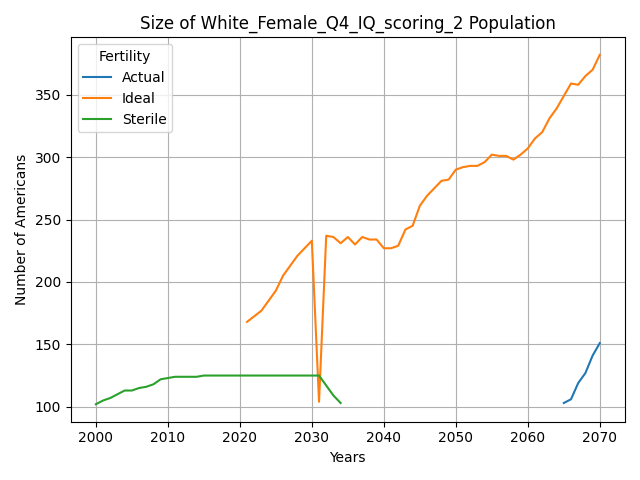 Size of White_Female_Q4_IQ_scoring_2 Population
Fertility
Actual
Ideal
Sterile
Number of Americans
350
300
250
200
150
100
2000
2010
2020
2030
2040
2050
2060
2070
Years